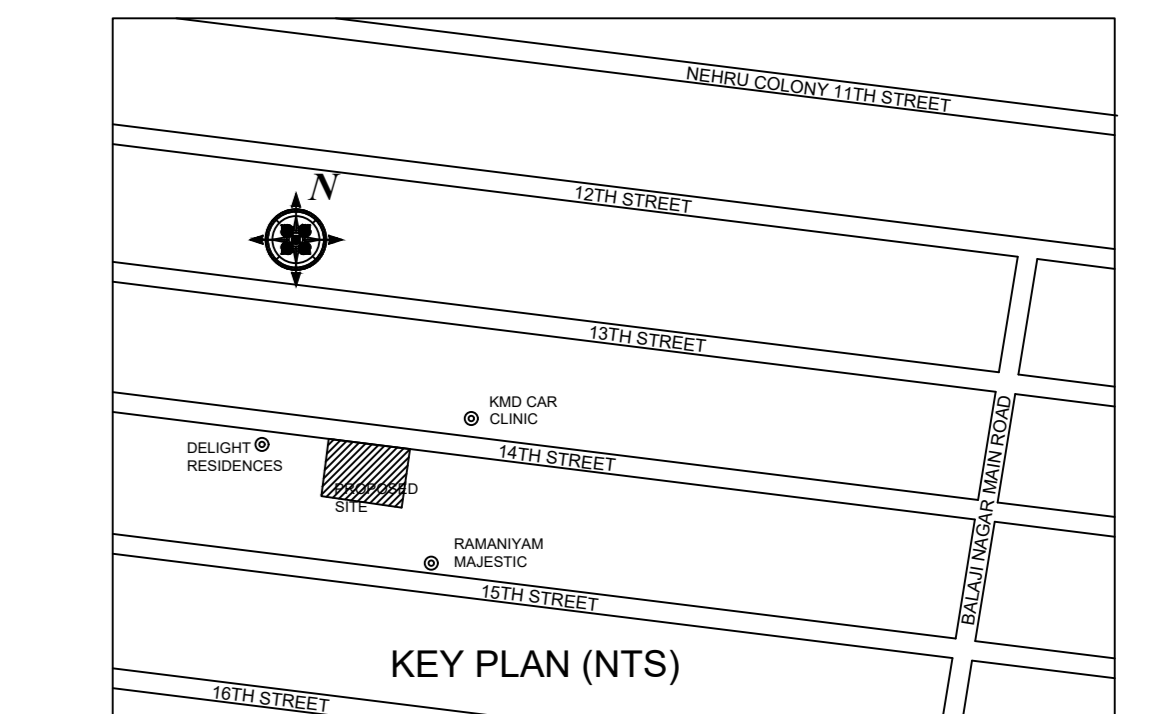 NEHRU COLONY 11TH STREET
N
12TH STREET
13TH STREET
KMD CAR
CLINIC
BALAJI NAGAR MAIN ROAD
DELIGHT
RESIDENCES
14TH STREET
PROPOSED
SITE
RAMANIYAM
MAJESTIC
15TH STREET
KEY PLAN (NTS)
16TH STREET